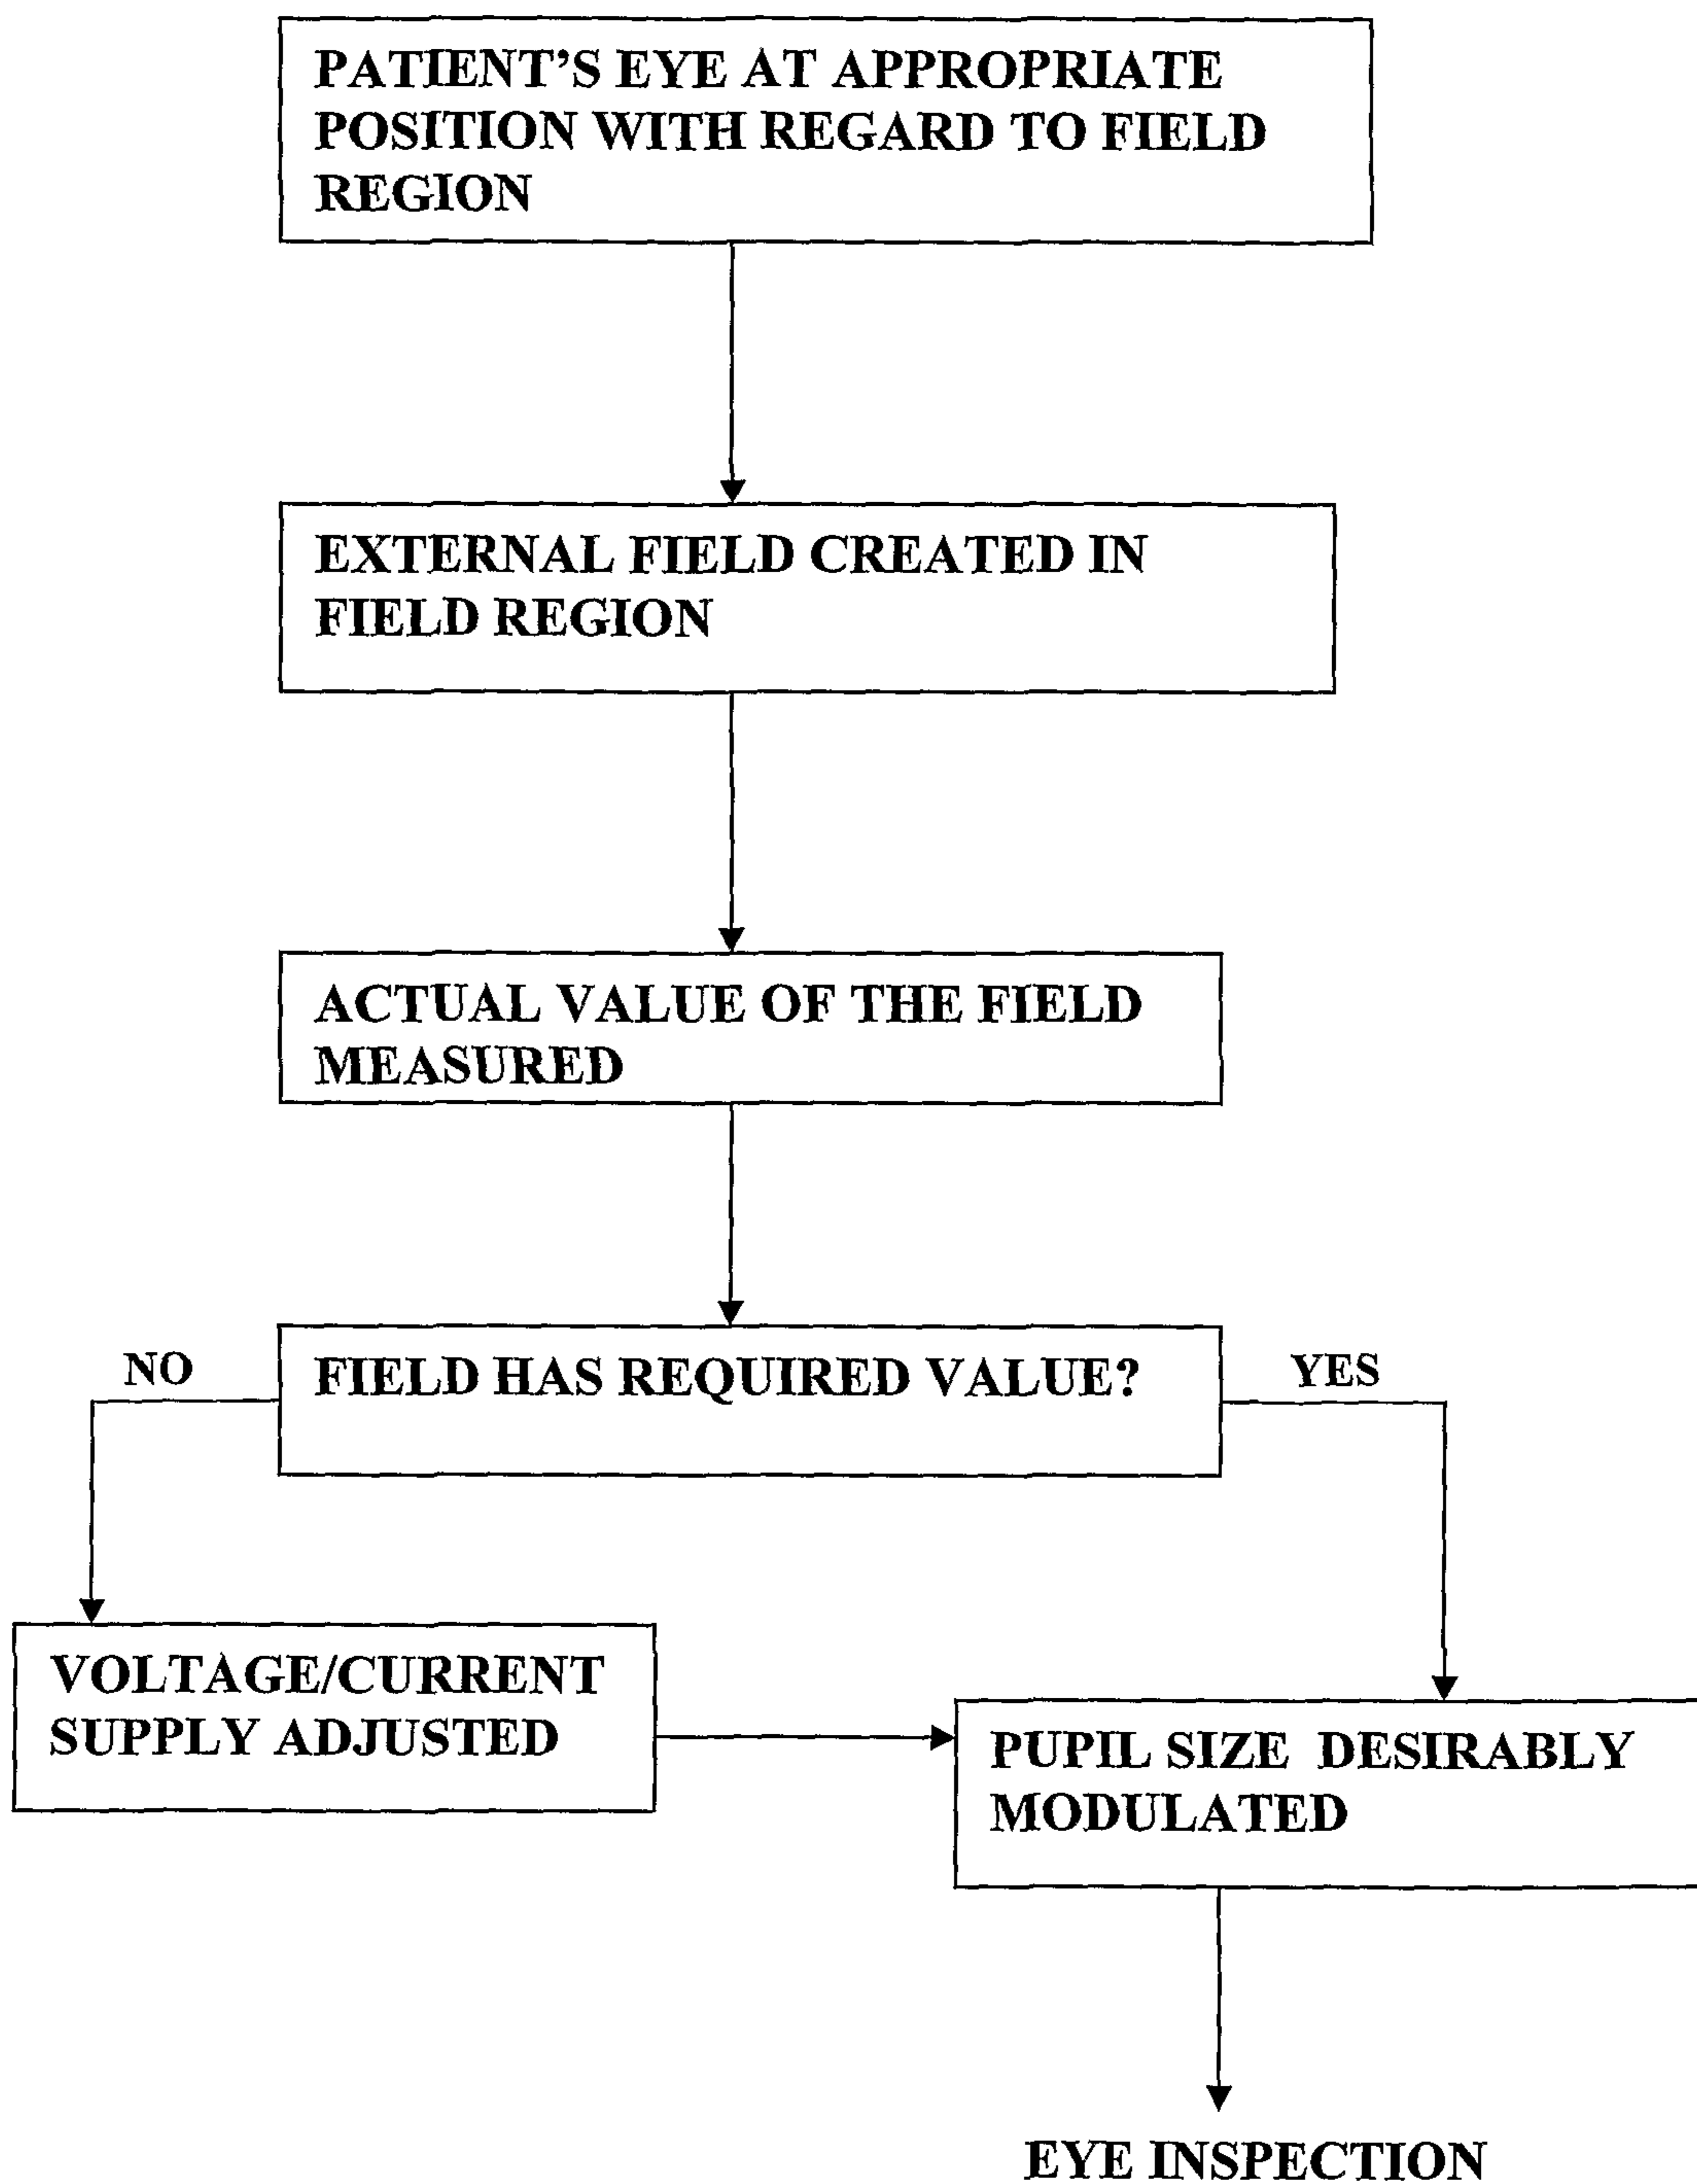 PATIENT'S EYE AT APPROPRIATE
POSITION WITH REGARD TO FIELD
REGION
EXTERNAL FIELD CREATED IN
FIELD REGION
ACTUAL VALUE OF THE FIELD
MEASURED
NO
FIELD HAS REQUIRED VALUE?
YES
VOLTAGE/CURRENT
SUPPLY ADJUSTED
PUPIL SIZE DESIRABLY
MODULATED
EYE INSPECTION